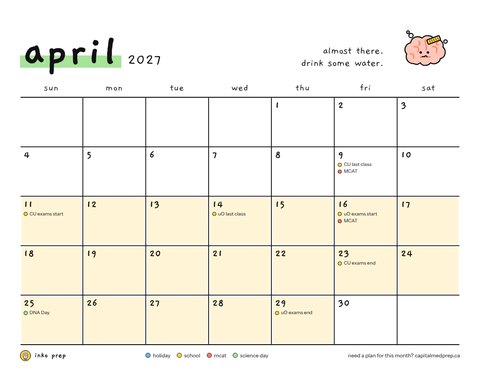 april 2027
almost there.
drink some water.
sun mon tue wed thu fri sat
1 2 3
4 5 6 7 8 9 10
CU last class
MCAT
11 12 13 14 15 16 17
CU exams start
uO last class
uO exams start
MCAT
18 19 20 21 22 23 24
CU exams end
25 26 27 28 29 30
DNA Day
uO exams end
inko prep
holiday school mcat science day
need a plan for this month? capitalmedprep.ca